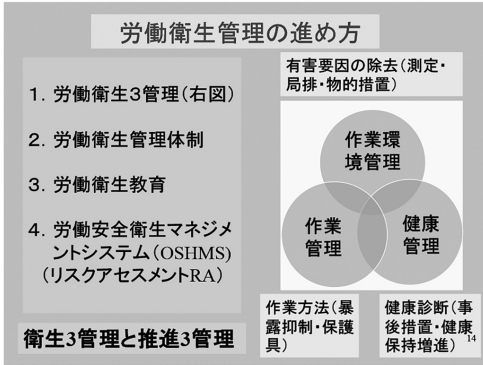 労働衛生管理の進め方
1. 労働衛生3管理(右図)
2. 労働衛生管理体制
3. 労働衛生教育
4. 労働安全衛生マネジメ
ントシステム(OSHMS)
(リスクアセスメントRA)
衛生3管理と推進3管理
有害要因の除去(測定・
局排・物的措置)
作業環
境管理
作業
管理
健康
管理
作業方法(暴
露抑制・保護
具)
健康診断(事
後措置・健康
保持増進)
14